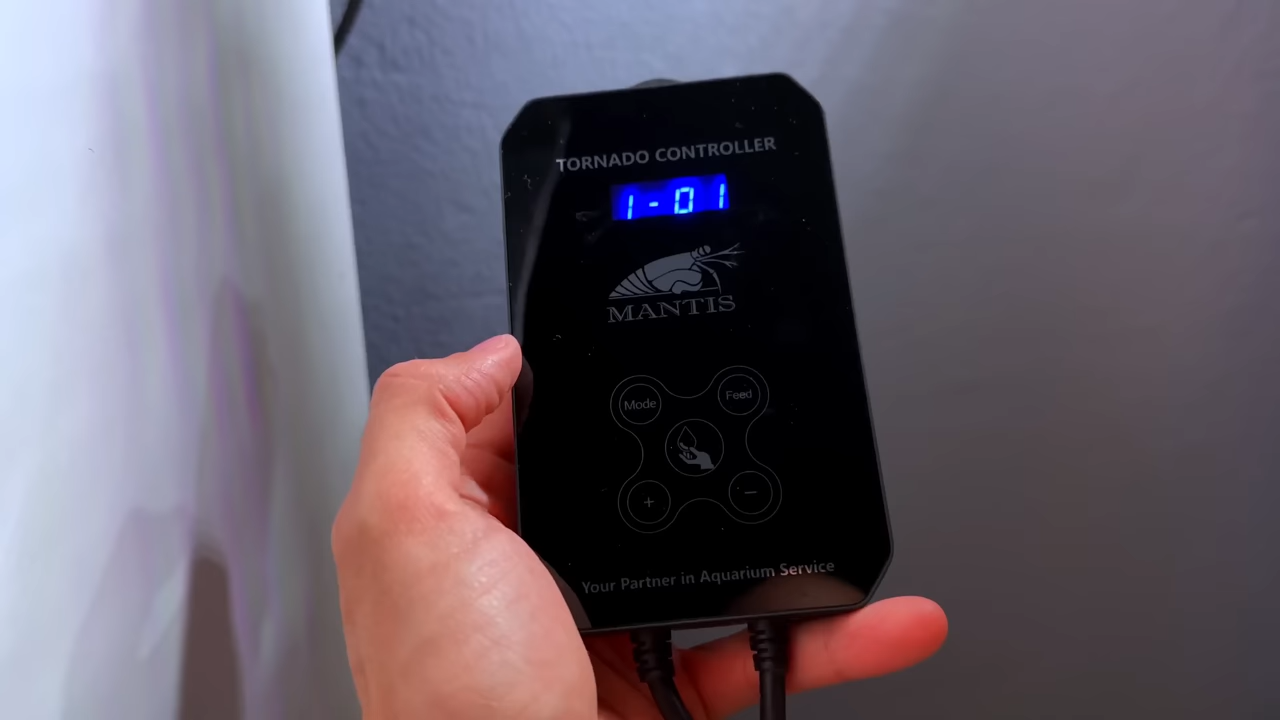 TORNADO CONTROLLER
1-01
MANTIS
Mode
Feed
+
−
Your Partner in Aquarium Service